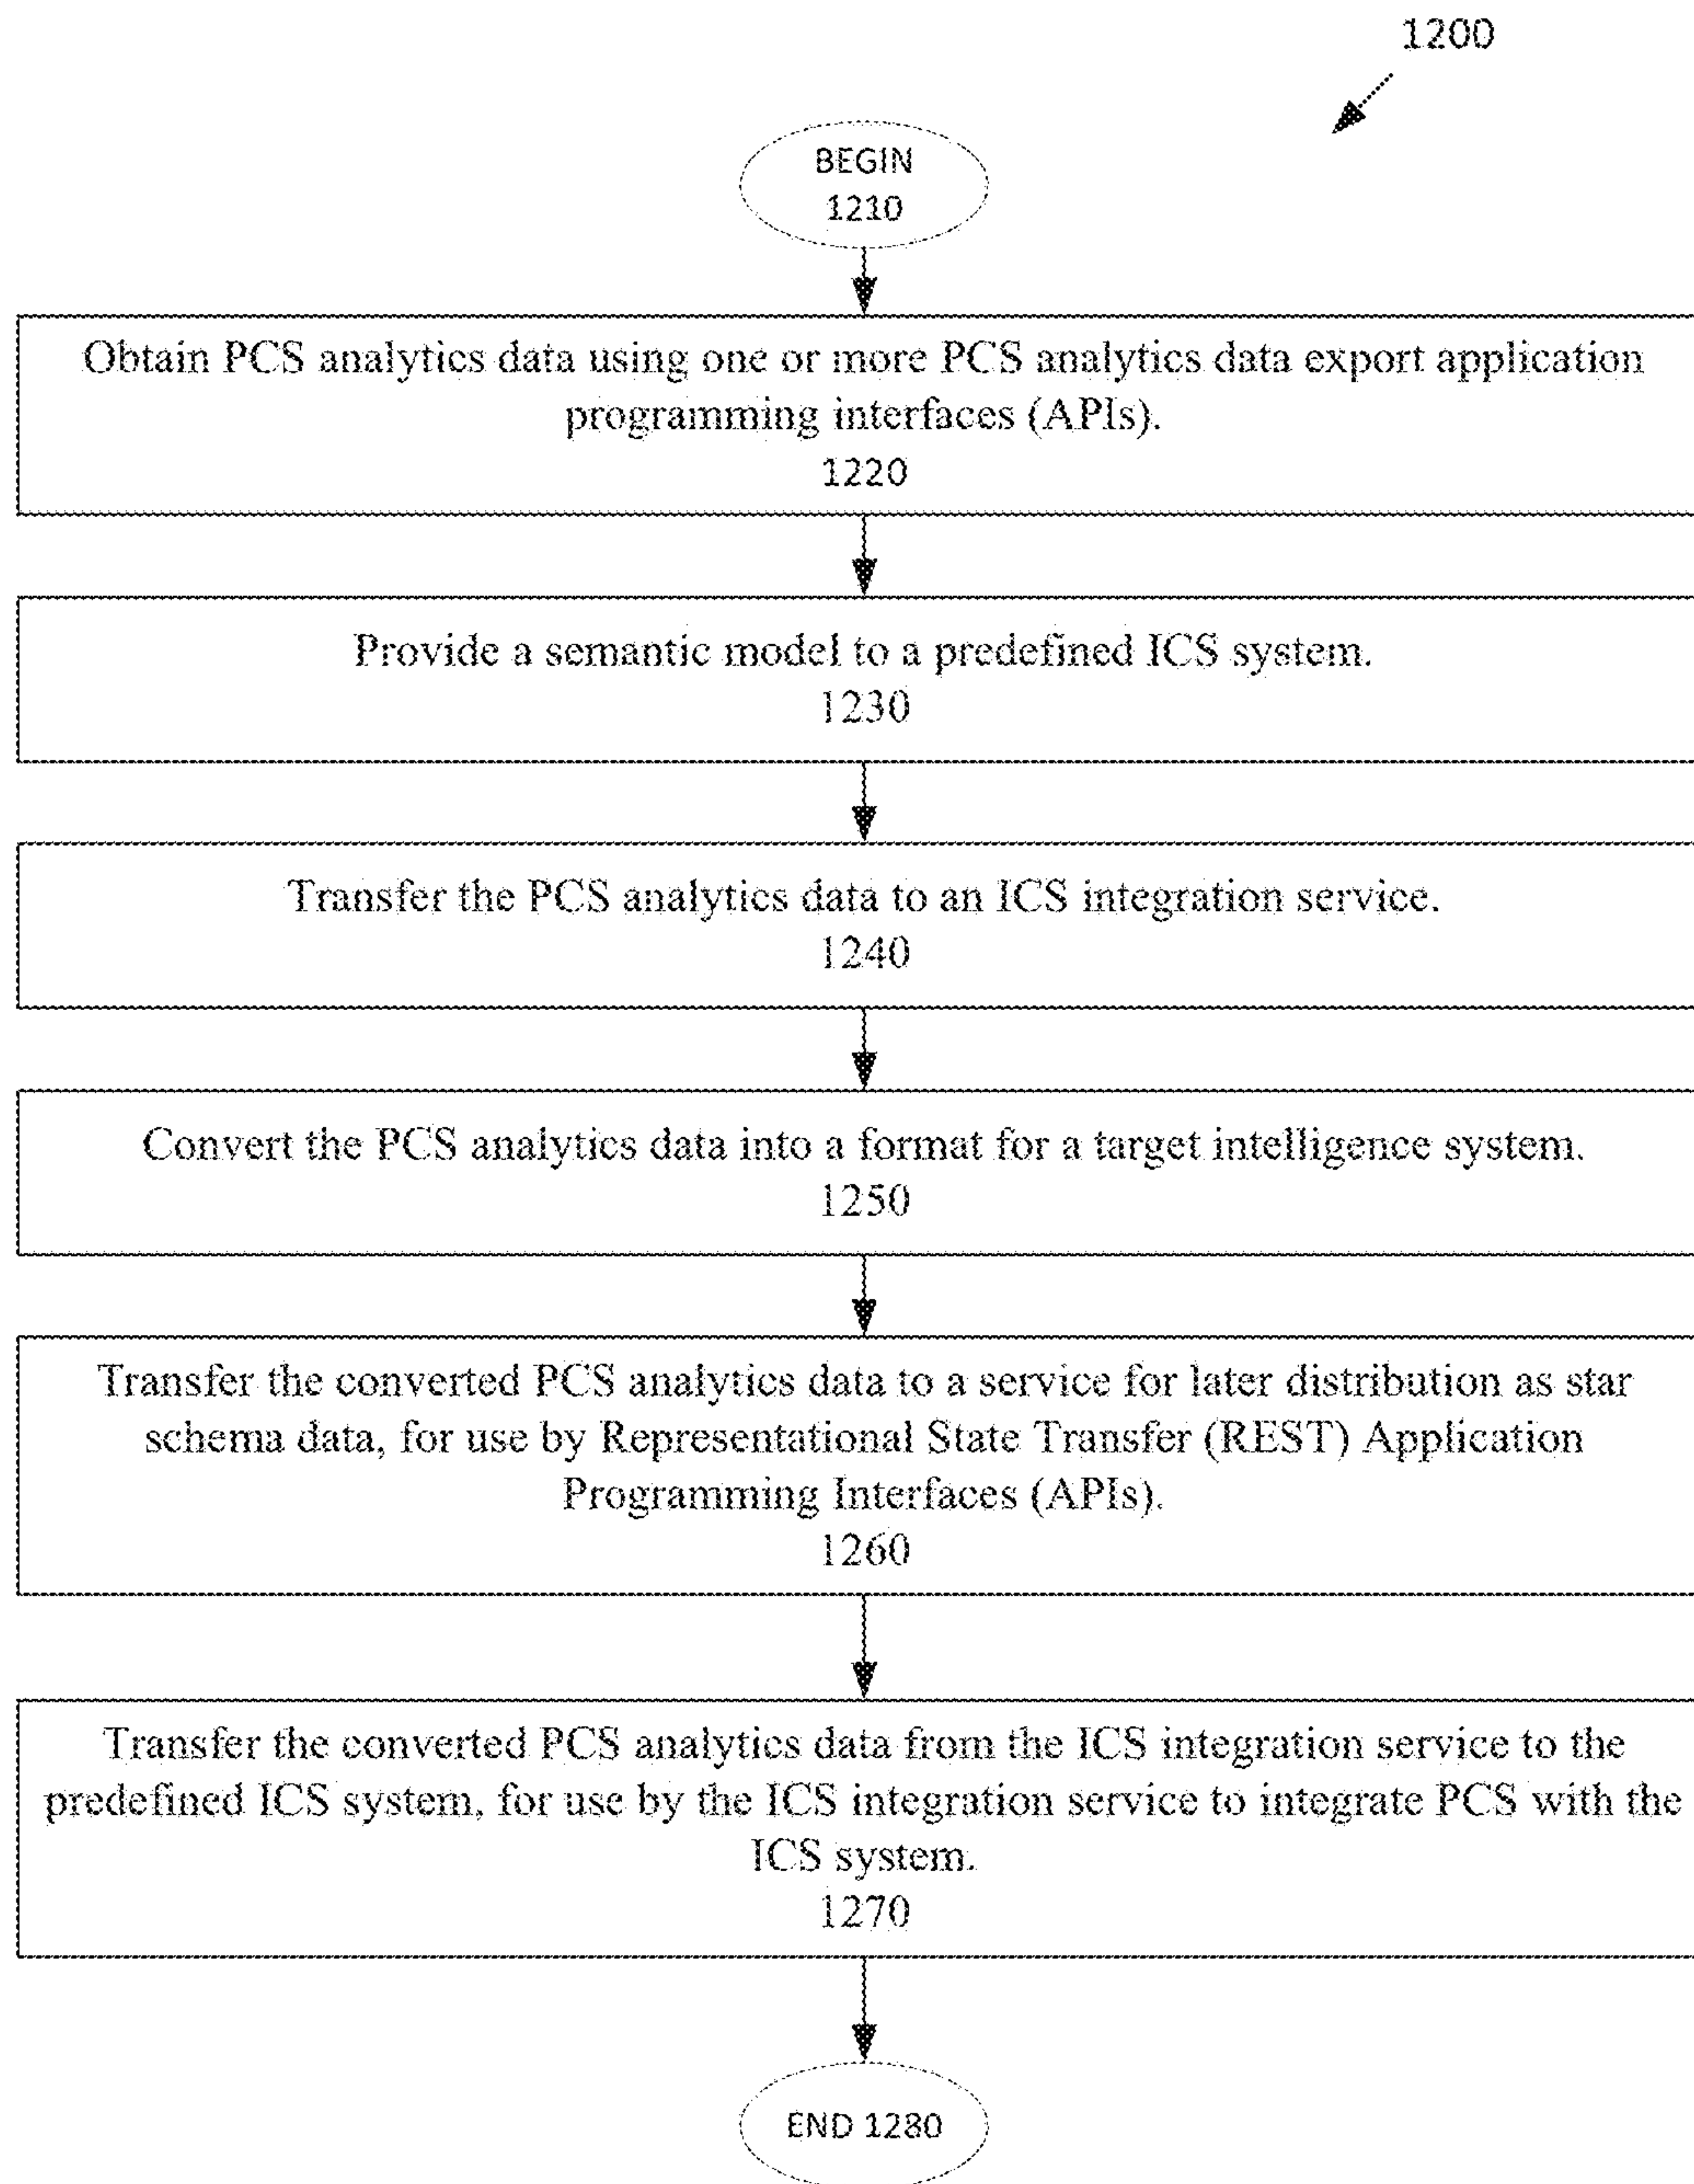 1200
BEGIN
1210
Obtain PCS analytics data using one or more PCS analytics data export application
programming interfaces (APIs).
1220
Provide a semantic model to a predefined ICS system.
1230
Transfer the PCS analytics data to an ICS integration service.
1240
Convert the PCS analytics data into a format for a target intelligence system.
1250
Transfer the converted PCS analytics data to a service for later distribution as star
schema data, for use by Representational State Transfer (REST) Application
Programming Interfaces (APIs).
1260
Transfer the converted PCS analytics data from the ICS integration service to the
predefined ICS system, for use by the ICS integration service to integrate PCS with the
ICS system.
1270
END 1280